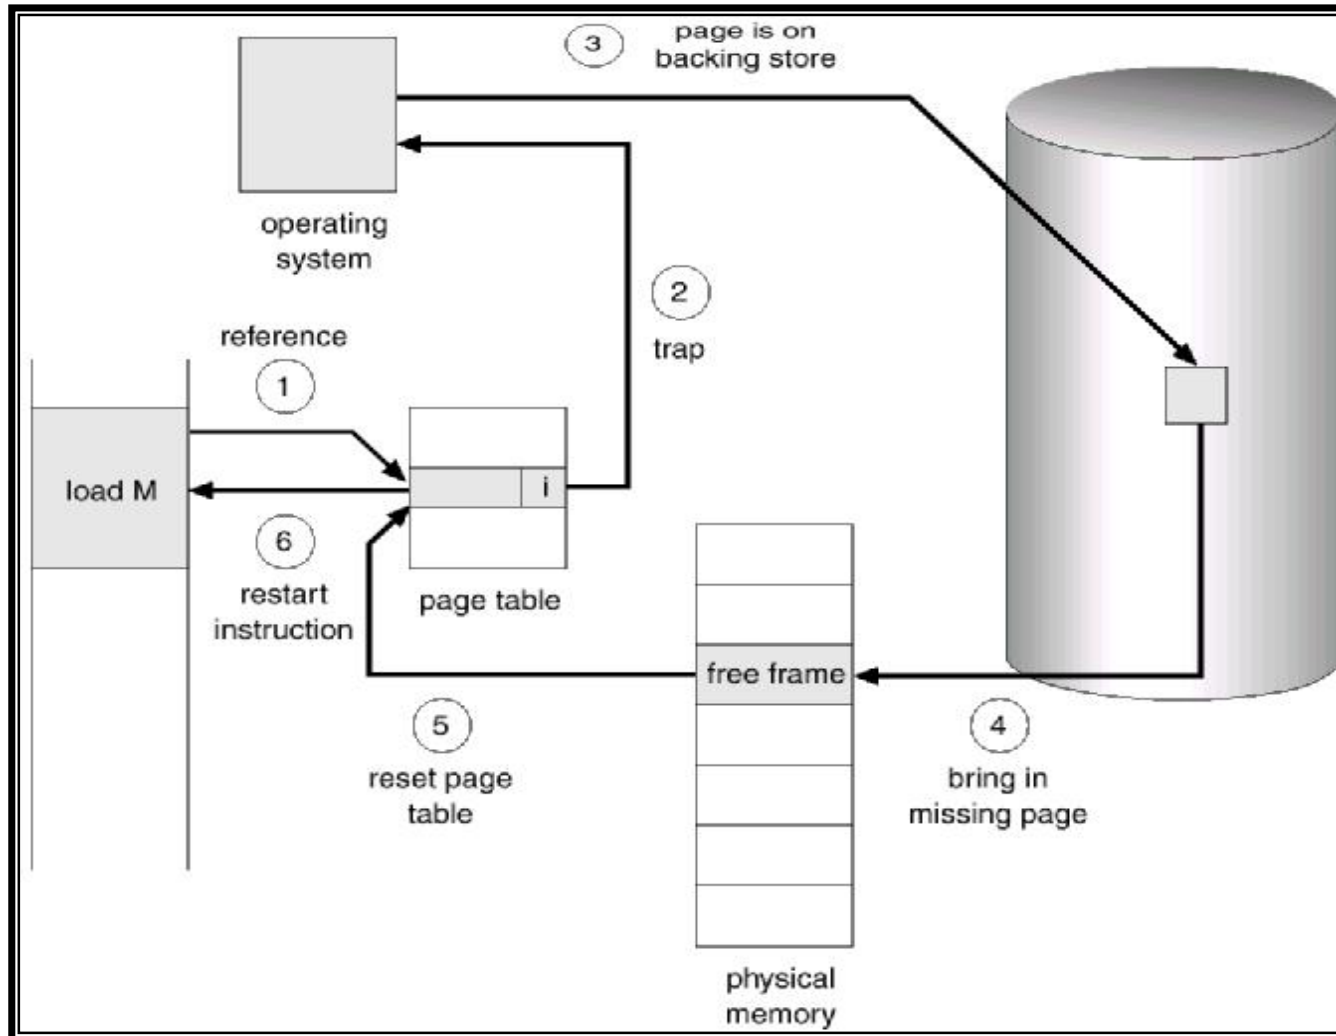 3
page is on
backing store
operating
system
2
trap
reference
1
load M
i
6
restart
instruction
page table
free frame
5
reset page
table
4
bring in
missing page
physical
memory